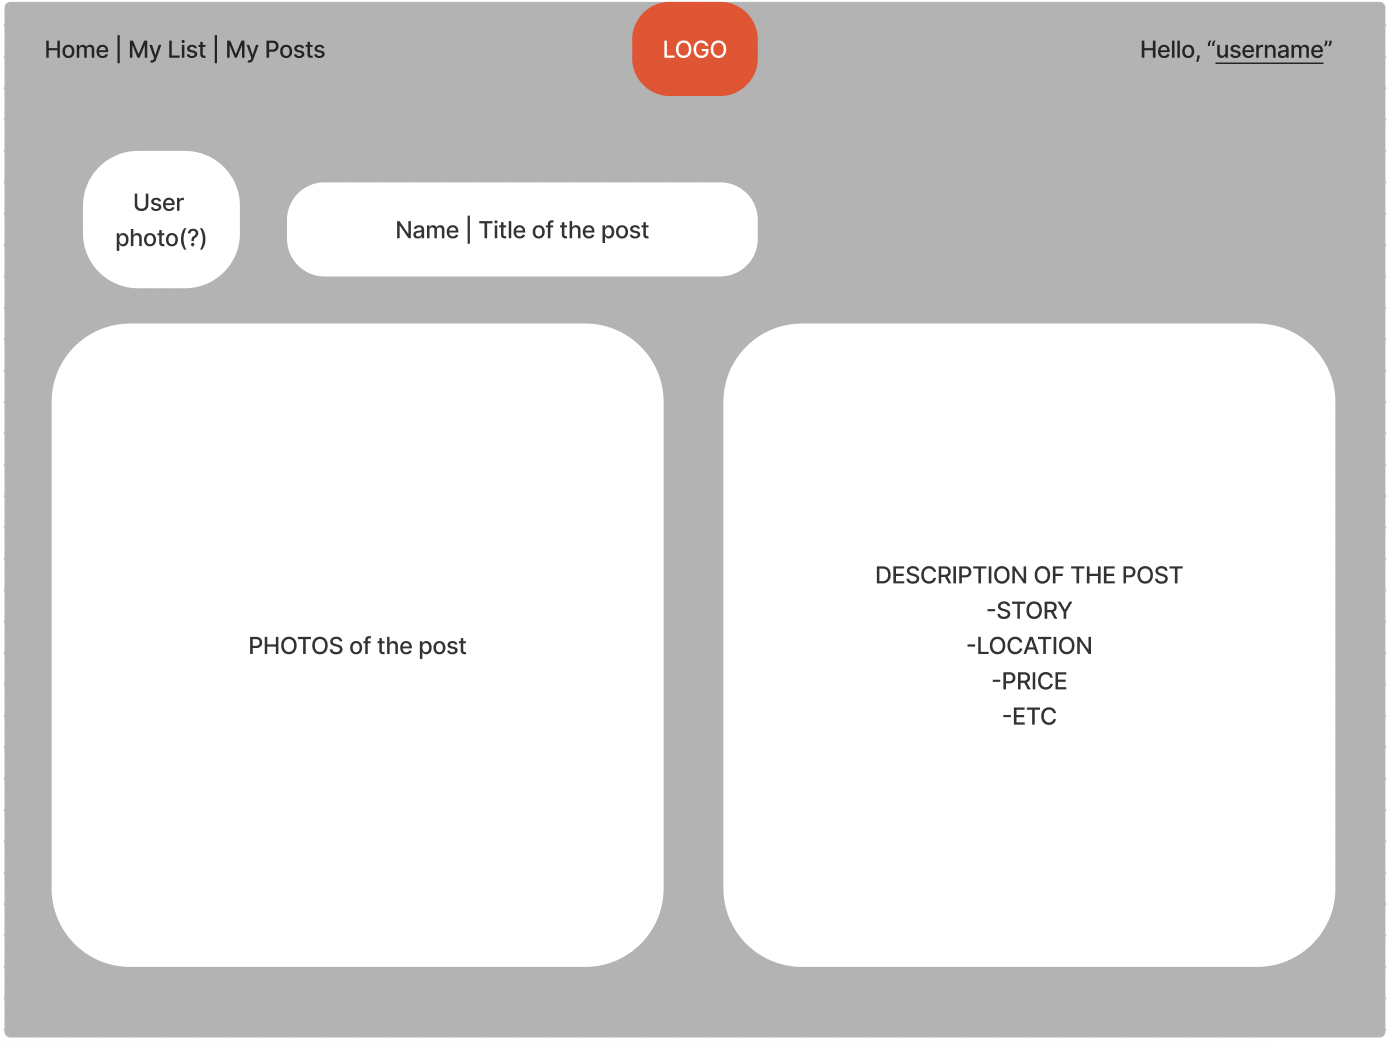 Home | My List | My Posts
LOGO
Hello, “username”
User
photo(?)
Name | Title of the post
PHOTOS of the post
DESCRIPTION OF THE POST
-STORY
-LOCATION
-PRICE
-ETC